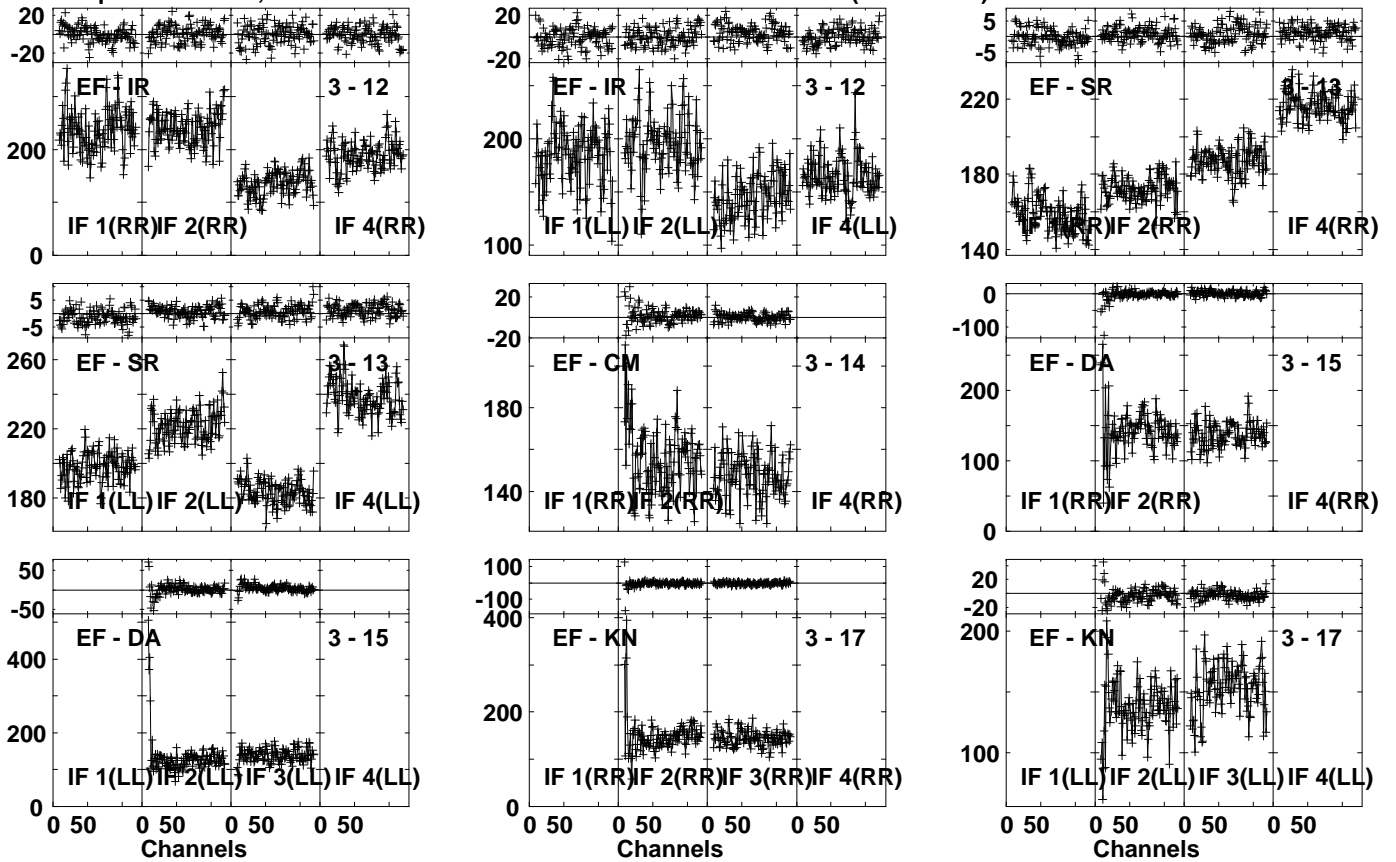 20
-20
EF - IR 3 - 12
200
0
IF 1(RR) IF 2(RR) IF 4(RR)
20
-20
EF - IR 3 - 12
200
100
IF 1(LL) IF 2(LL) IF 4(LL)
5
-5
EF - SR 3 - 13
220
180
140
IF 1(RR) IF 2(RR) IF 4(RR)
5
-5
EF - SR 3 - 13
260
220
180
IF 1(LL) IF 2(LL) IF 4(LL)
20
-20
EF - CM 3 - 14
180
140
IF 1(RR) IF 2(RR) IF 4(RR)
0
-100
EF - DA 3 - 15
200
100
0
IF 1(RR) IF 2(RR) IF 4(RR)
50
-50
EF - DA 3 - 15
400
200
0
IF 1(LL) IF 2(LL) IF 3(LL) IF 4(LL)
0 50 0 50 0 50 0 50
Channels
100
-100
EF - KN 3 - 17
400
200
0
IF 1(RR) IF 2(RR) IF 3(RR) IF 4(RR)
0 50 0 50 0 50 0 50
Channels
20
-20
EF - KN 3 - 17
200
100
IF 1(LL) IF 2(LL) IF 3(LL) IF 4(LL)
0 50 0 50 0 50 0 50
Channels